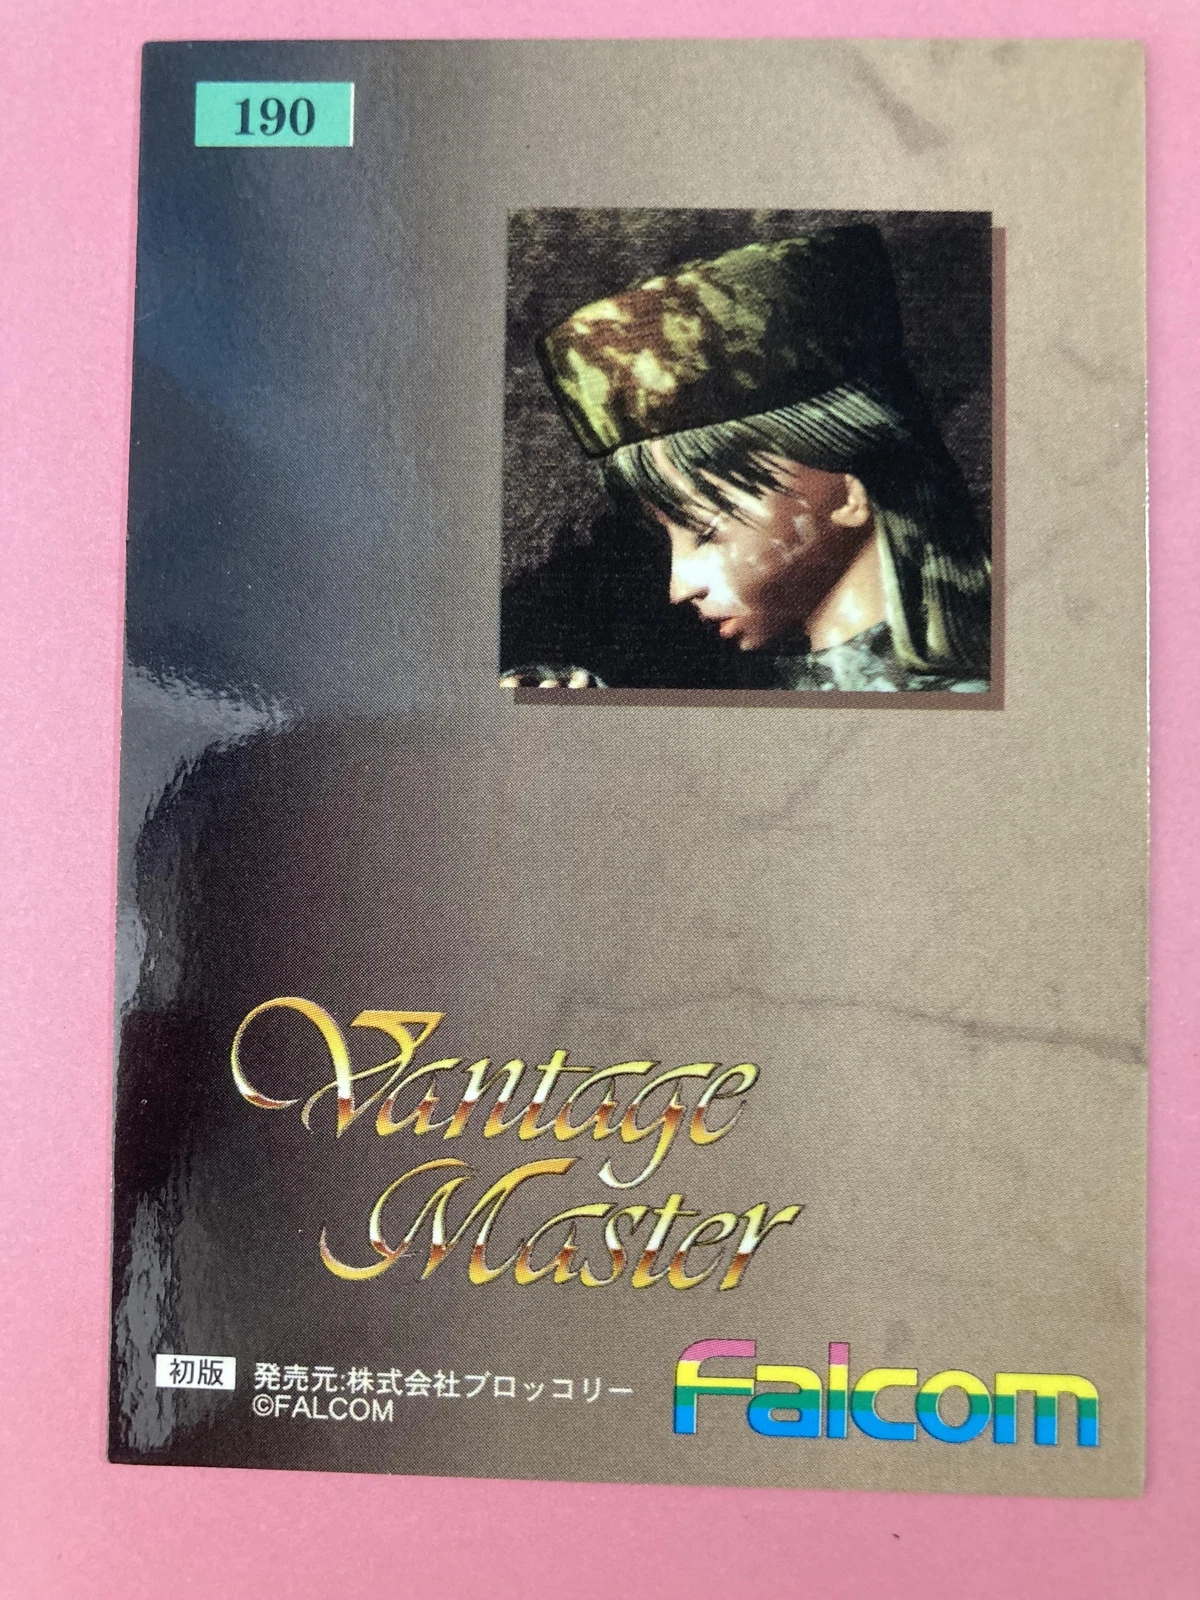 190
Vantage
Master
初版
発売元:株式会社ブロッコリー
©FALCOM
Falcom